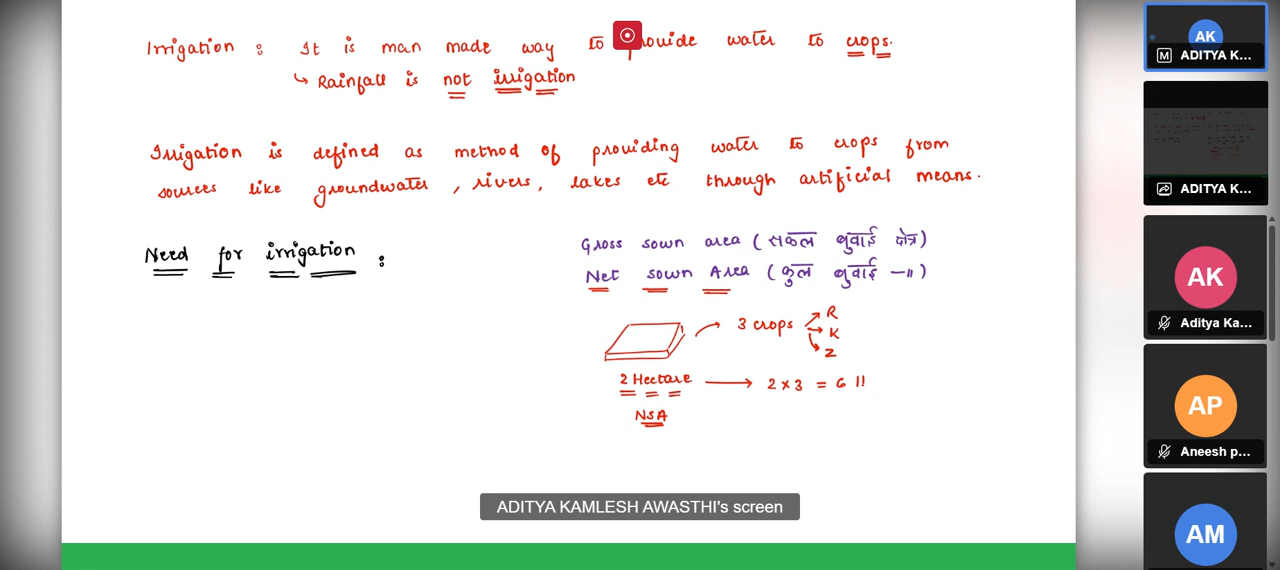 Irrigation : It is man made way to provide water to crops.
↳ Rainfall is not irrigation
Irrigation is defined as method of providing water to crops from
sources like groundwater, rivers, lakes etc through artificial means.
Need for irrigation :
Gross sown area (सकल बुवाई क्षेत्र)
Net sown Area (कुल बुवाई -॥)
3 crops
R
K
Z
2 Hectare → 2 x 3 = 6 ॥
NSA
ADITYA KAMLESH AWASTHI's screen
AK
ADITYA K...
ADITYA K...
AK
Aditya Ka...
AP
Aneesh p...
AM